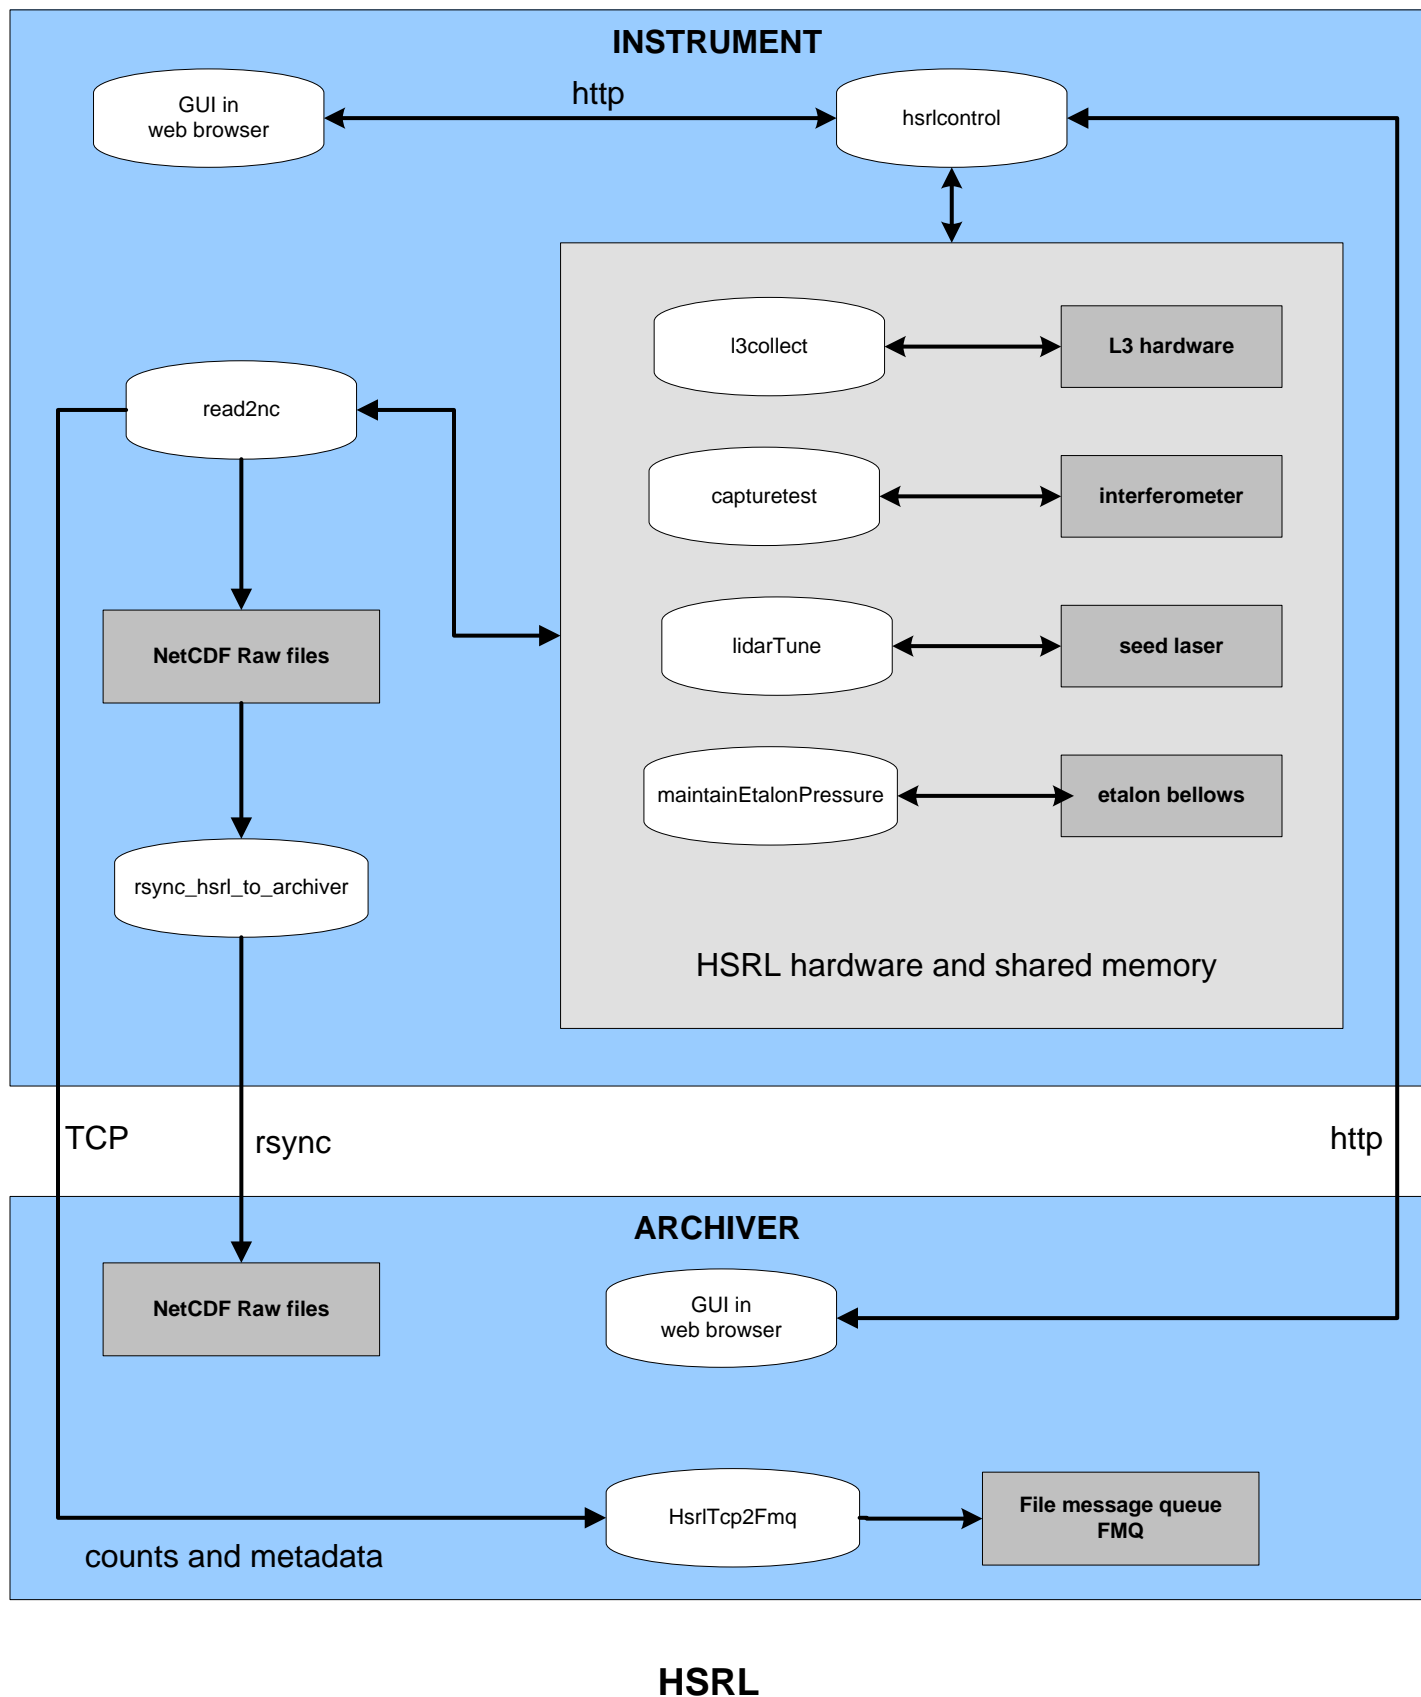 INSTRUMENT
GUI in
web browser
http
hsrlcontrol
l3collect
L3 hardware
read2nc
capturetest
interferometer
NetCDF Raw files
lidarTune
seed laser
maintainEtalonPressure
etalon bellows
rsync_hsrl_to_archiver
HSRL hardware and shared memory
TCP
rsync
http
ARCHIVER
NetCDF Raw files
GUI in
web browser
HsrlTcp2Fmq
File message queue
FMQ
counts and metadata
HSRL